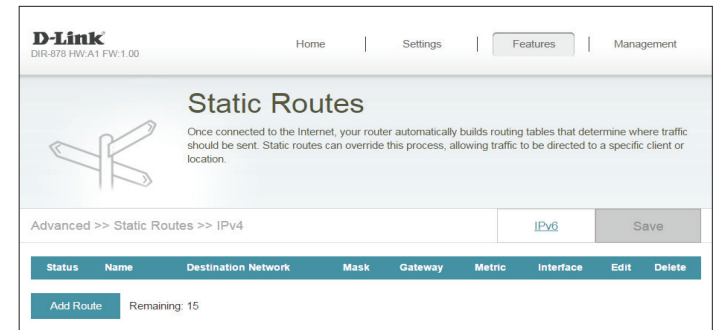 D-Link
DIR-878 HW:A1 FW:1.00
Home | Settings | Features | Management
Static Routes
Once connected to the Internet, your router automatically builds routing tables that determine where traffic
should be sent. Static routes can override this process, allowing traffic to be directed to a specific client or
location.
Advanced >> Static Routes >> IPv4 IPv6 Save
Status Name Destination Network Mask Gateway Metric Interface Edit Delete
Add Route Remaining: 15